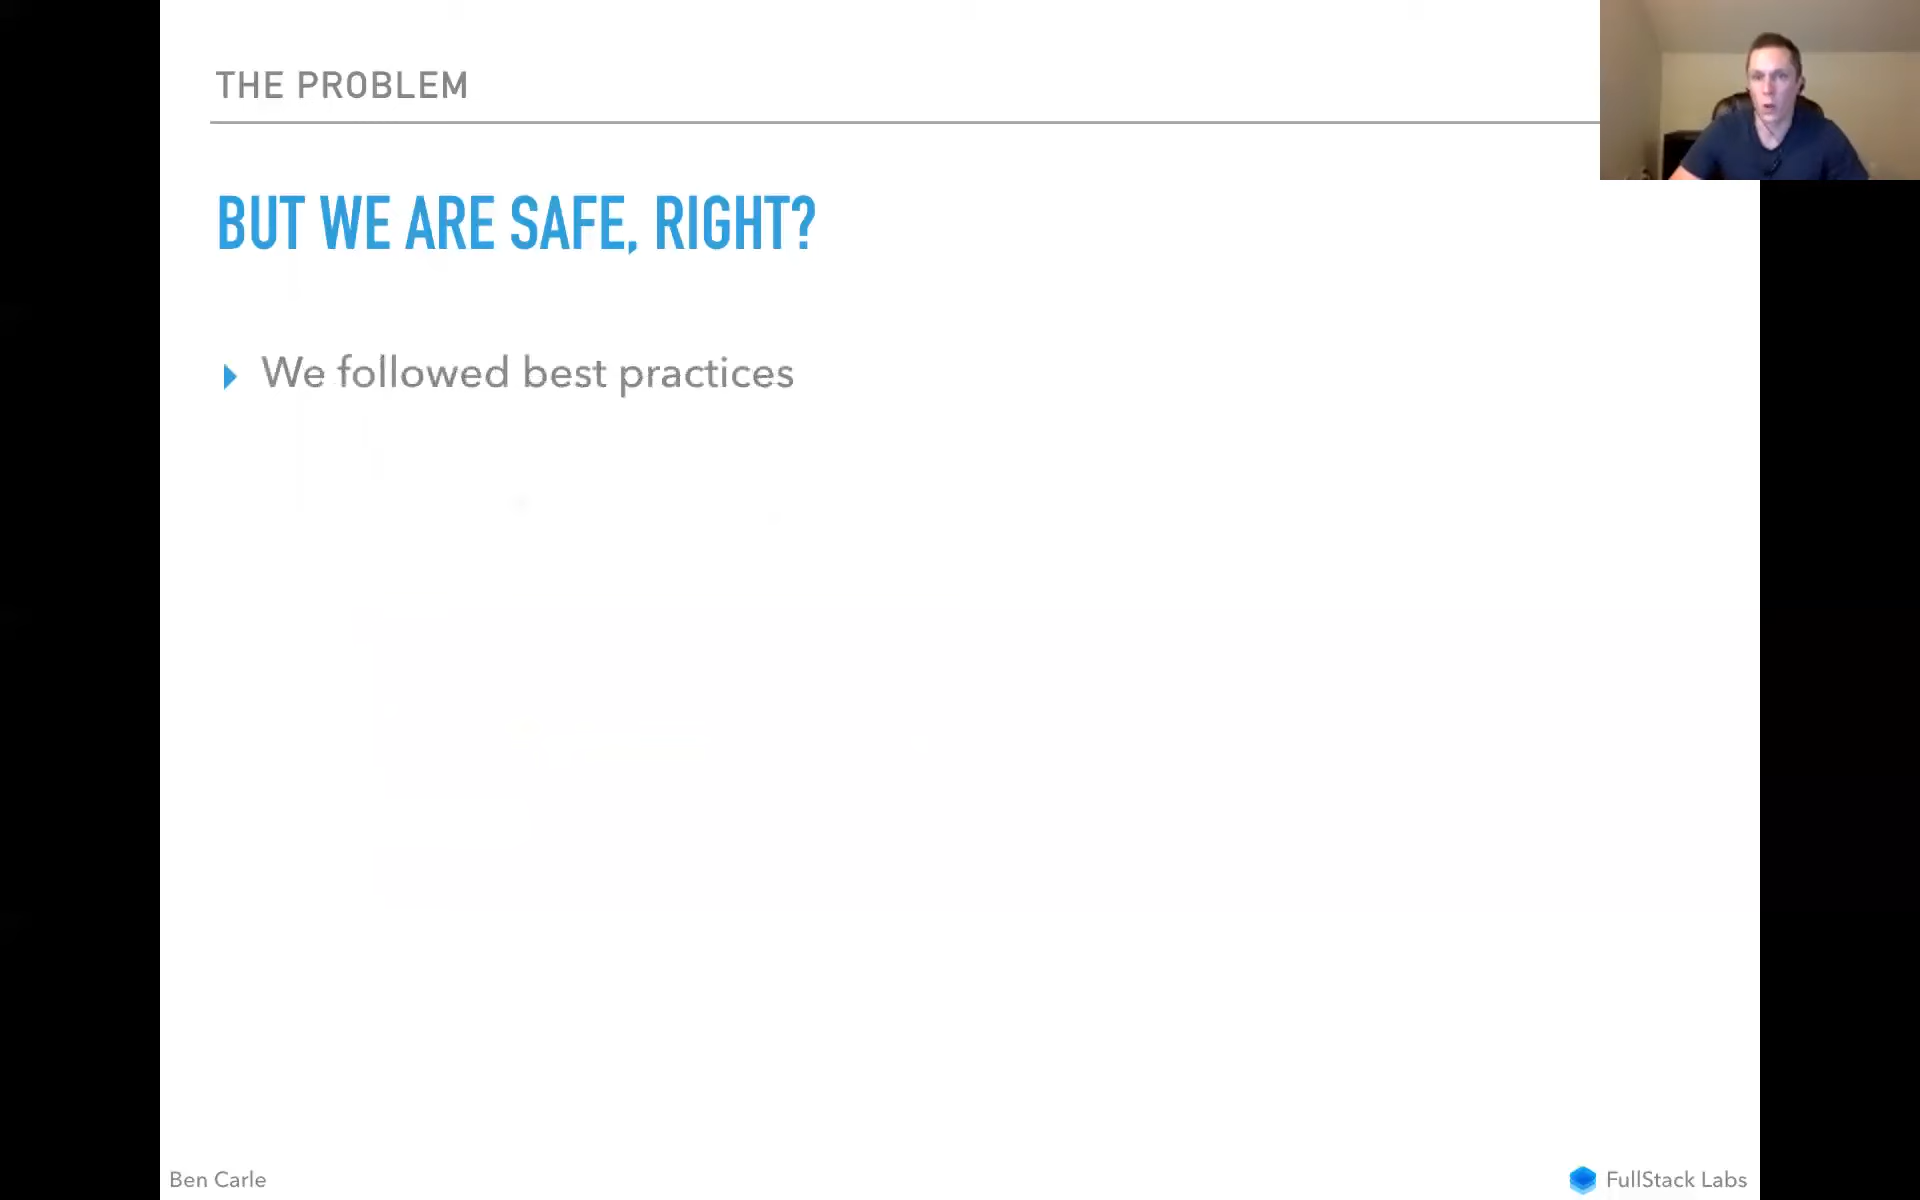 THE PROBLEM
BUT WE ARE SAFE, RIGHT?
We followed best practices
Ben Carle
FullStack Labs